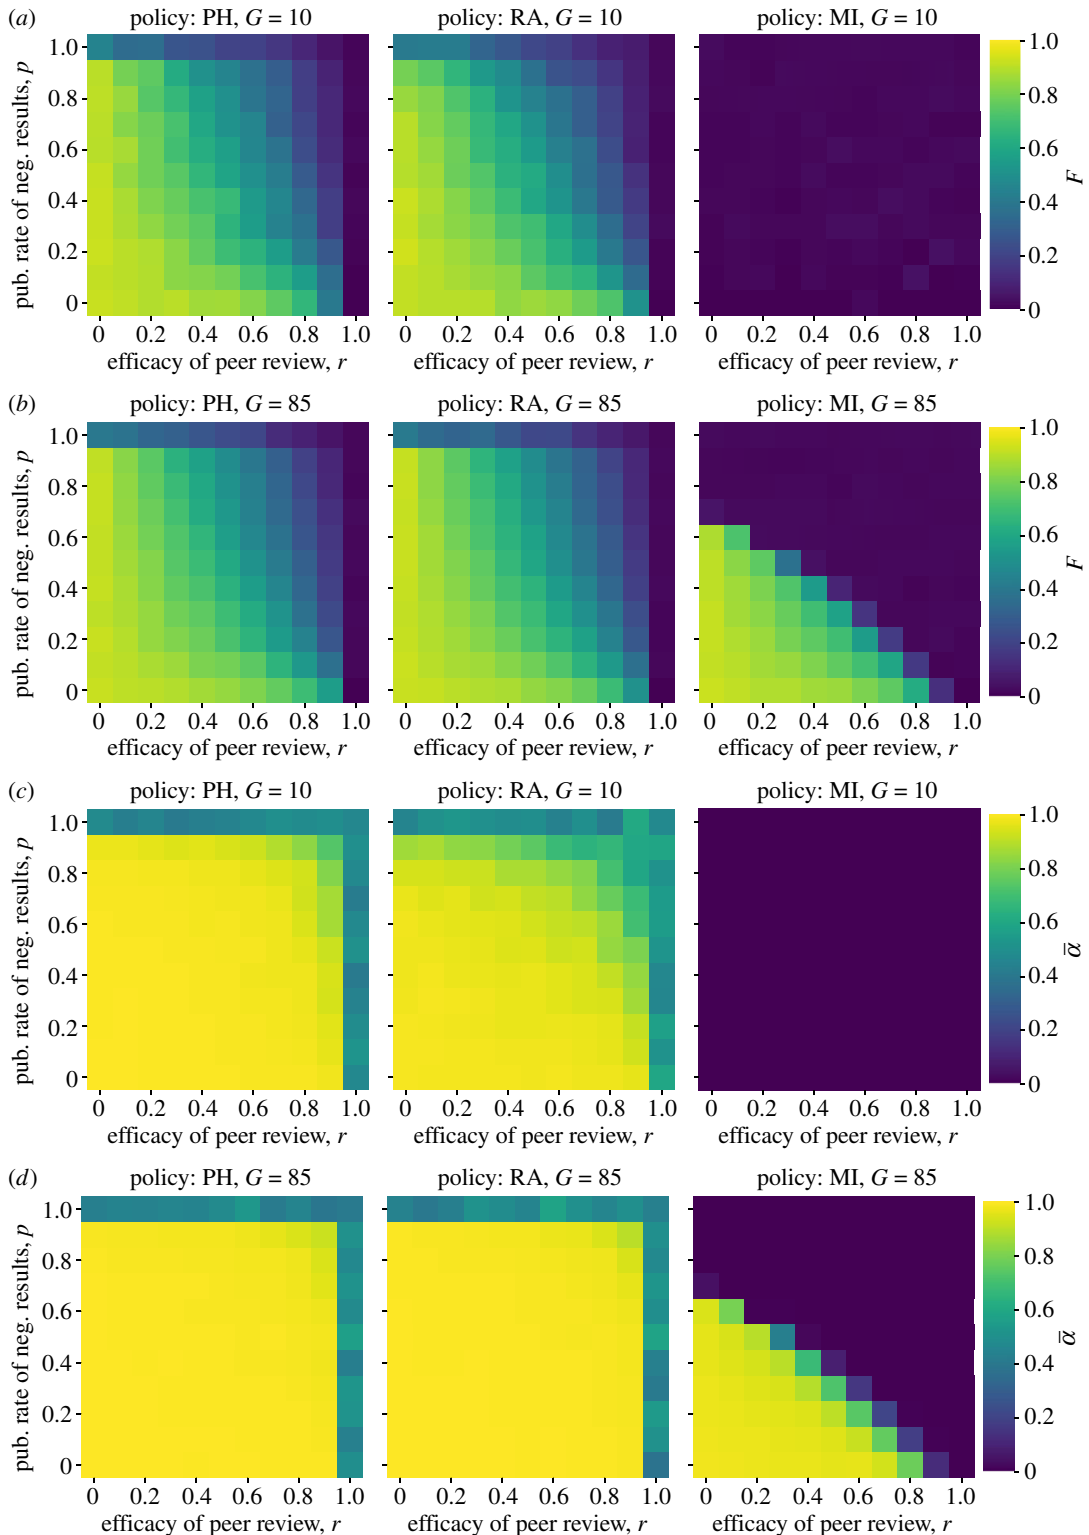 (a) policy: PH, G = 10 policy: RA, G = 10 policy: MI, G = 10
pub. rate of neg. results, p
1.0
0.8
0.6
0.4
0.2
0
0 0.2 0.4 0.6 0.8 1.0 0 0.2 0.4 0.6 0.8 1.0 0 0.2 0.4 0.6 0.8 1.0
efficacy of peer review, r efficacy of peer review, r efficacy of peer review, r
1.0
0.8
0.6
0.4
0.2
0
F
(b) policy: PH, G = 85 policy: RA, G = 85 policy: MI, G = 85
pub. rate of neg. results, p
1.0
0.8
0.6
0.4
0.2
0
0 0.2 0.4 0.6 0.8 1.0 0 0.2 0.4 0.6 0.8 1.0 0 0.2 0.4 0.6 0.8 1.0
efficacy of peer review, r efficacy of peer review, r efficacy of peer review, r
1.0
0.8
0.6
0.4
0.2
0
F
(c) policy: PH, G = 10 policy: RA, G = 10 policy: MI, G = 10
pub. rate of neg. results, p
1.0
0.8
0.6
0.4
0.2
0
0 0.2 0.4 0.6 0.8 1.0 0 0.2 0.4 0.6 0.8 1.0 0 0.2 0.4 0.6 0.8 1.0
efficacy of peer review, r efficacy of peer review, r efficacy of peer review, r
1.0
0.8
0.6
0.4
0.2
0
ᾱ
(d) policy: PH, G = 85 policy: RA, G = 85 policy: MI, G = 85
pub. rate of neg. results, p
1.0
0.8
0.6
0.4
0.2
0
0 0.2 0.4 0.6 0.8 1.0 0 0.2 0.4 0.6 0.8 1.0 0 0.2 0.4 0.6 0.8 1.0
efficacy of peer review, r efficacy of peer review, r efficacy of peer review, r
1.0
0.8
0.6
0.4
0.2
0
ᾱ